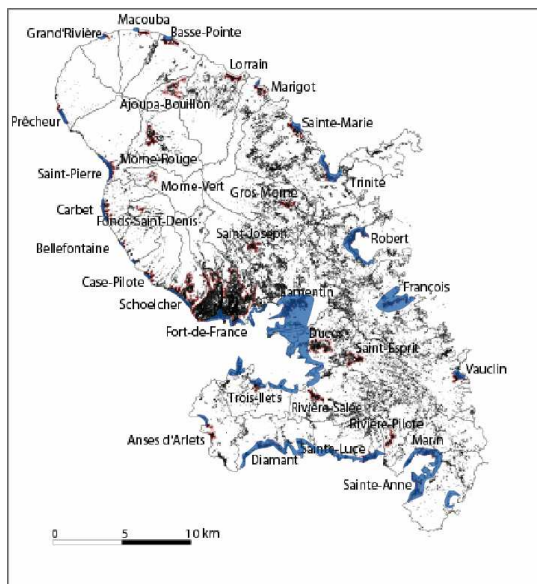 Macouba
Grand'Rivière
Basse-Pointe
Lorrain
Marigot
Ajoupa-Bouillon
Prêcheur
Sainte-Marie
Morne-Rouge
Saint-Pierre
Trinité
Morne-Vert
Gros-Morne
Carbet
Fonds-Saint-Denis
Saint-Joseph
Robert
Bellefontaine
Case-Pilote
François
Lamentin
Schoelcher
Fort-de-France
Ducos
Saint-Esprit
Vauclin
Trois-Ilets
Rivière-Salée
Rivière-Pilote
Anses d'Arlets
Marin
Sainte-Luce
Diamant
Sainte-Anne
0 5 10 km